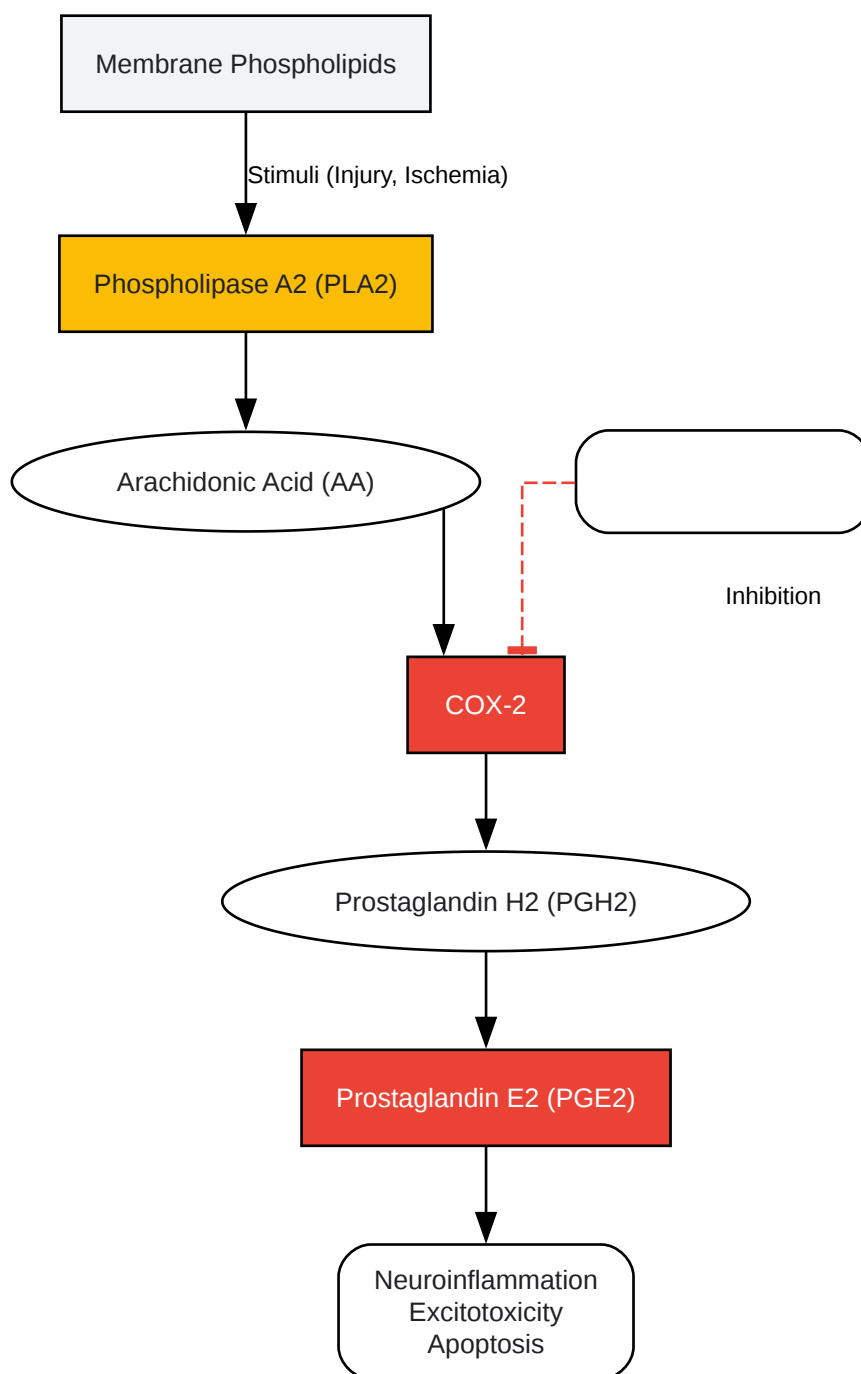 Membrane Phospholipids
Stimuli (Injury, Ischemia)
Phospholipase A2 (PLA2)
Arachidonic Acid (AA)
Inhibition
COX-2
Prostaglandin H2 (PGH2)
Prostaglandin E2 (PGE2)
Neuroinflammation
Excitotoxicity
Apoptosis